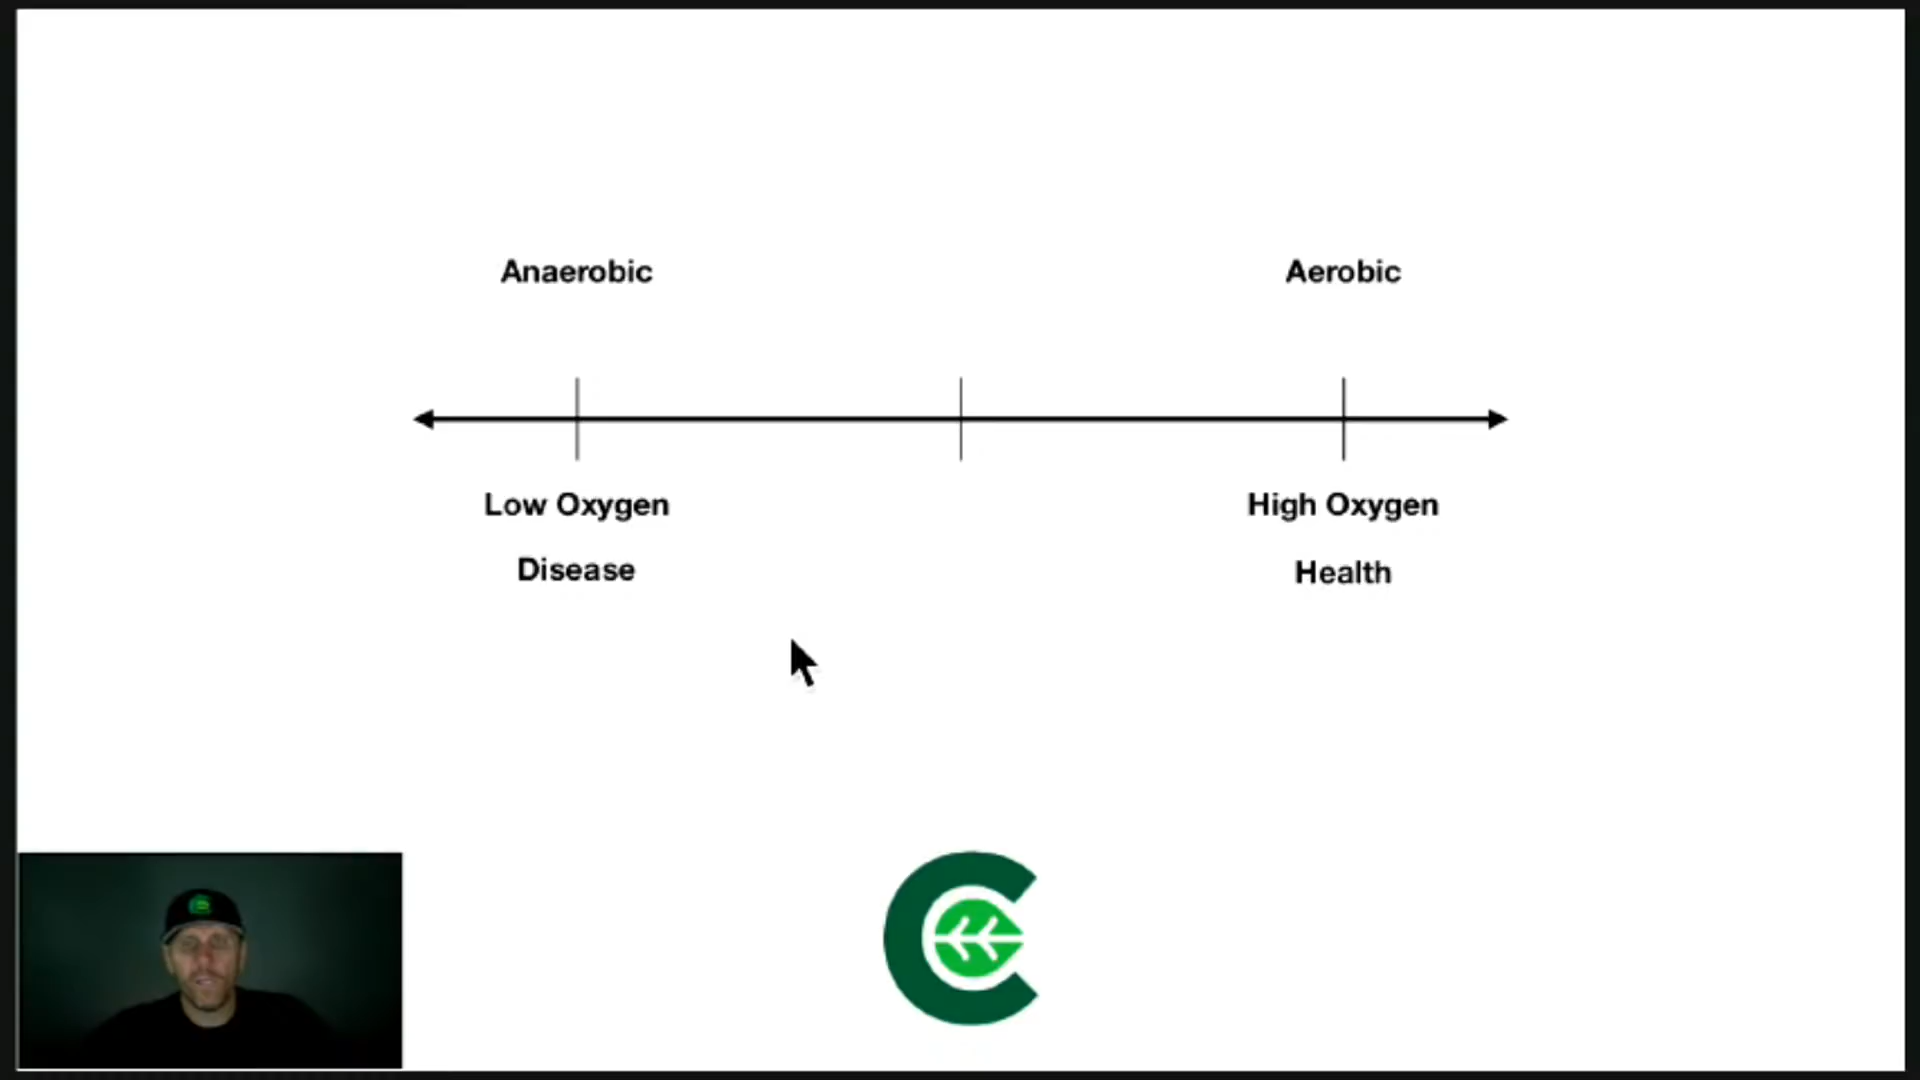 Anaerobic
Aerobic
Low Oxygen
High Oxygen
Disease
Health